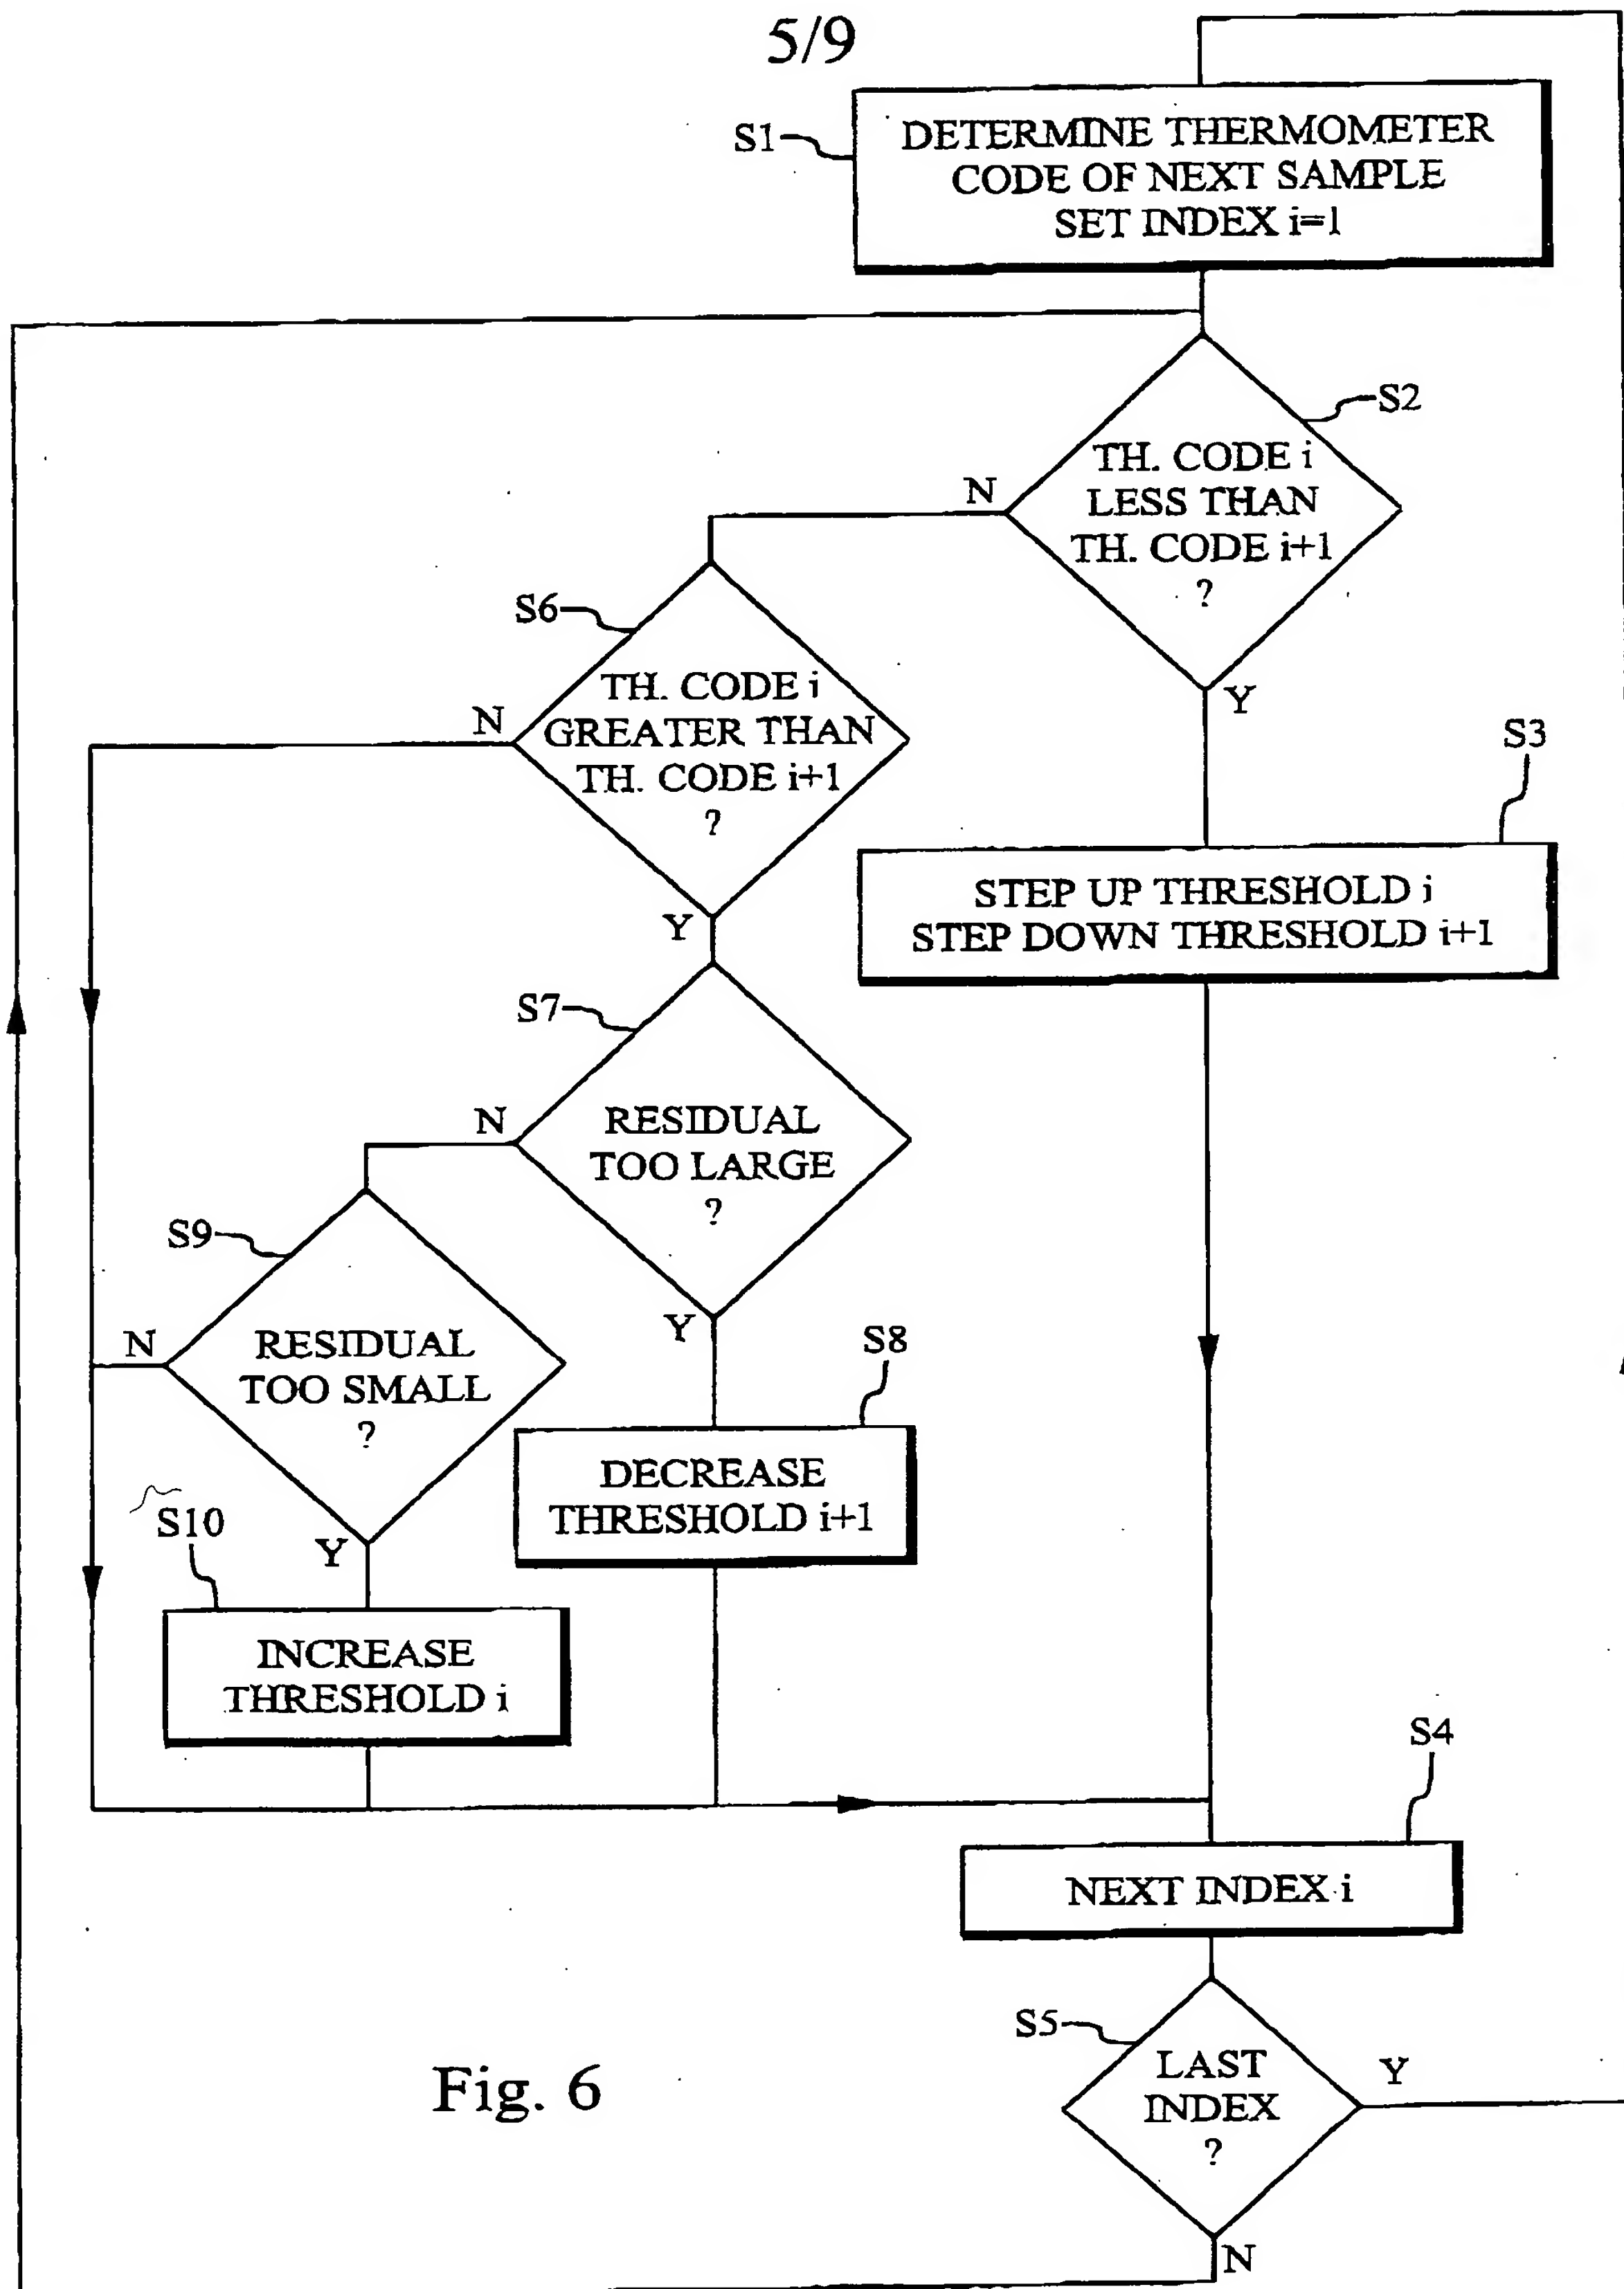 5/9
S1
DETERMINE THERMOMETER
CODE OF NEXT SAMPLE
SET INDEX i=1
S2
TH. CODE i
LESS THAN
TH. CODE i+1
?
N
Y
S6
TH. CODE i
GREATER THAN
TH. CODE i+1
?
N
Y
S3
STEP UP THRESHOLD i
STEP DOWN THRESHOLD i+1
S7
RESIDUAL
TOO LARGE
?
N
Y
S9
RESIDUAL
TOO SMALL
?
N
Y
S8
DECREASE
THRESHOLD i+1
S10
INCREASE
THRESHOLD i
S4
NEXT INDEX i
S5
LAST
INDEX
?
Y
N
Fig. 6